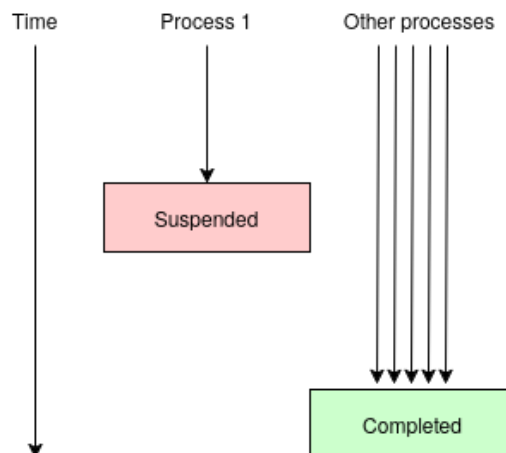 Time
Process 1
Other processes
Suspended
Completed